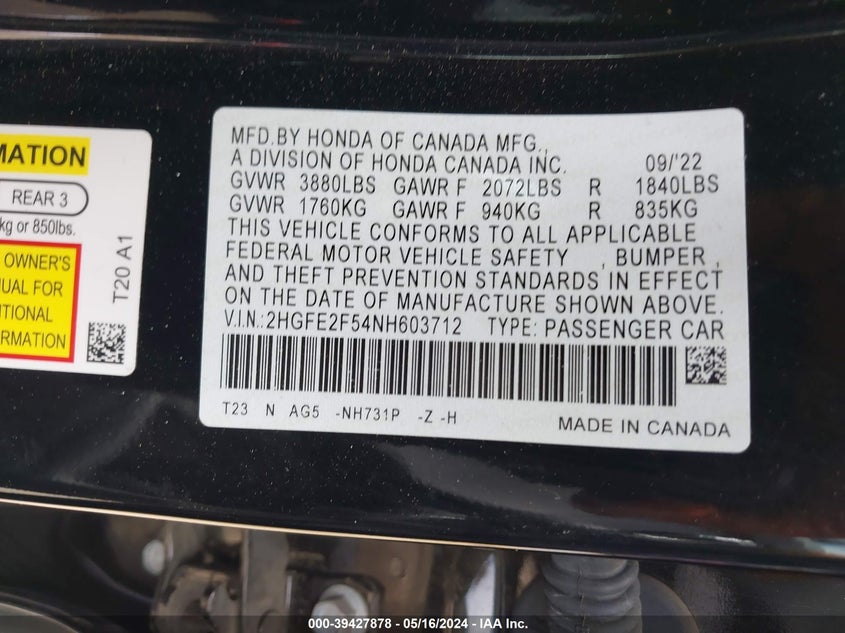 MATION
REAR 3
kg or 850lbs.
OWNER'S
UAL FOR
ITIONAL
ORMATION
T20 A1
MFD.BY HONDA OF CANADA MFG.,
A DIVISION OF HONDA CANADA INC. 09/'22
GVWR 3880LBS GAWR F 2072LBS R 1840LBS
GVWR 1760KG GAWR F 940KG R 835KG
THIS VEHICLE CONFORMS TO ALL APPLICABLE
FEDERAL MOTOR VEHICLE SAFETY , BUMPER ,
AND THEFT PREVENTION STANDARDS IN EFFECT
ON THE DATE OF MANUFACTURE SHOWN ABOVE.
V.I.N.:2HGFE2F54NH603712 TYPE: PASSENGER CAR
T23 N AG5 -NH731P -Z -H
MADE IN CANADA
000-39427878 - 05/16/2024 - IAA Inc.